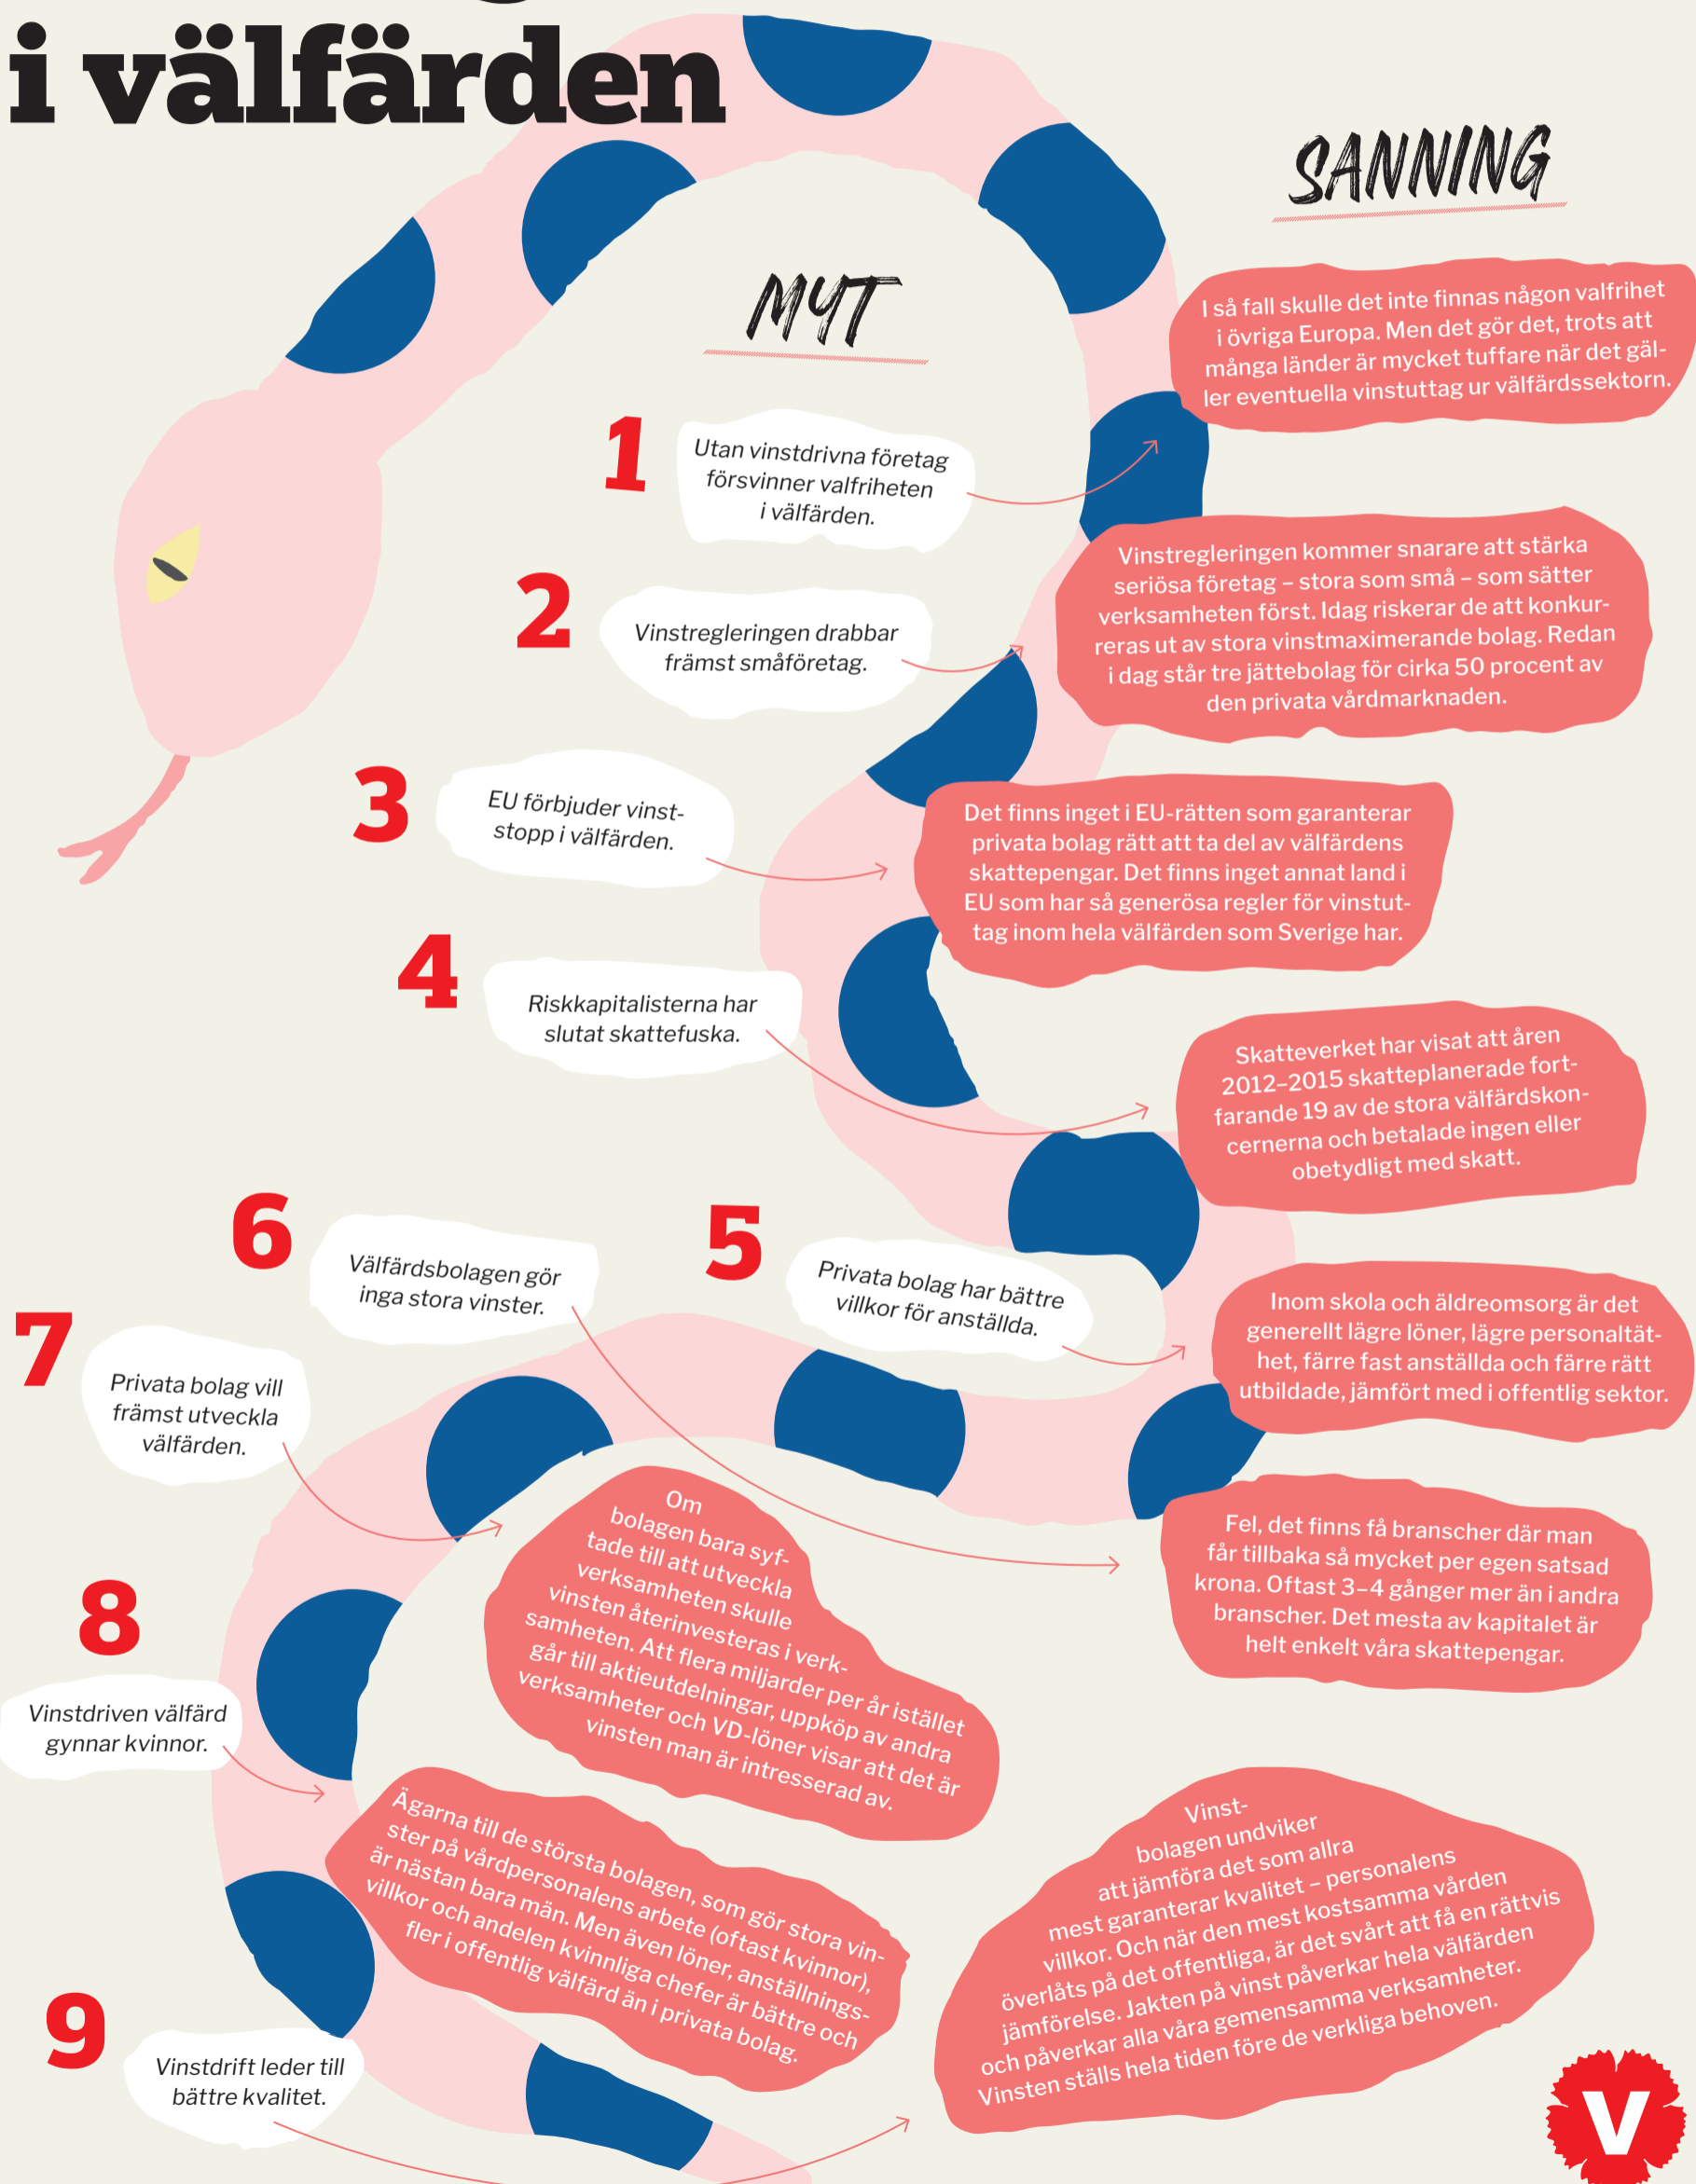 i välfärden
SANNING
MYT
1
Utan vinstdrivna företag
försvinner valfriheten
i välfärden.
I så fall skulle det inte finnas någon valfrihet
i övriga Europa. Men det gör det, trots att
många länder är mycket tuffare när det gäl-
ler eventuella vinstuttag ur välfärdssektorn.
2
Vinstregleringen drabbar
främst småföretag.
Vinstregleringen kommer snarare att stärka
seriösa företag – stora som små – som sätter
verksamheten först. Idag riskerar de att konkur-
reras ut av stora vinstmaximerande bolag. Redan
i dag står tre jättebolag för cirka 50 procent av
den privata vårdmarknaden.
3
EU förbjuder vinst-
stopp i välfärden.
Det finns inget i EU-rätten som garanterar
privata bolag rätt att ta del av välfärdens
skattepengar. Det finns inget annat land i
EU som har så generösa regler för vinstut-
tag inom hela välfärden som Sverige har.
4
Riskkapitalisterna har
slutat skattefuska.
Skatteverket har visat att åren
2012–2015 skatteplanerade fort-
farande 19 av de stora välfärdskon-
cernerna och betalade ingen eller
obetydligt med skatt.
5
Privata bolag har bättre
villkor för anställda.
Inom skola och äldreomsorg är det
generellt lägre löner, lägre personaltät-
het, färre fast anställda och färre rätt
utbildade, jämfört med i offentlig sektor.
6
Välfärdsbolagen gör
inga stora vinster.
Fel, det finns få branscher där man
får tillbaka så mycket per egen satsad
krona. Oftast 3–4 gånger mer än i andra
branscher. Det mesta av kapitalet är
helt enkelt våra skattepengar.
7
Privata bolag vill
främst utveckla
välfärden.
Om
bolagen bara syf-
tade till att utveckla
verksamheten skulle
vinsten återinvesteras i verk-
samheten. Att flera miljarder per år istället
går till aktieutdelningar, uppköp av andra
verksamheter och VD-löner visar att det är
vinsten man är intresserad av.
8
Vinstdriven välfärd
gynnar kvinnor.
Ägarna till de största bolagen, som gör stora vin-
ster på vårdpersonalens arbete (oftast kvinnor),
är nästan bara män. Men även löner, anställnings-
villkor och andelen kvinnliga chefer är bättre och
fler i offentlig välfärd än i privata bolag.
9
Vinstdrift leder till
bättre kvalitet.
Vinst-
bolagen undviker
att jämföra det som allra
mest garanterar kvalitet – personalens
villkor. Och när den mest kostsamma vården
överlåts på det offentliga, är det svårt att få en rättvis
jämförelse. Jakten på vinst påverkar hela välfärden
och påverkar alla våra gemensamma verksamheter.
Vinsten ställs hela tiden före de verkliga behoven.
V